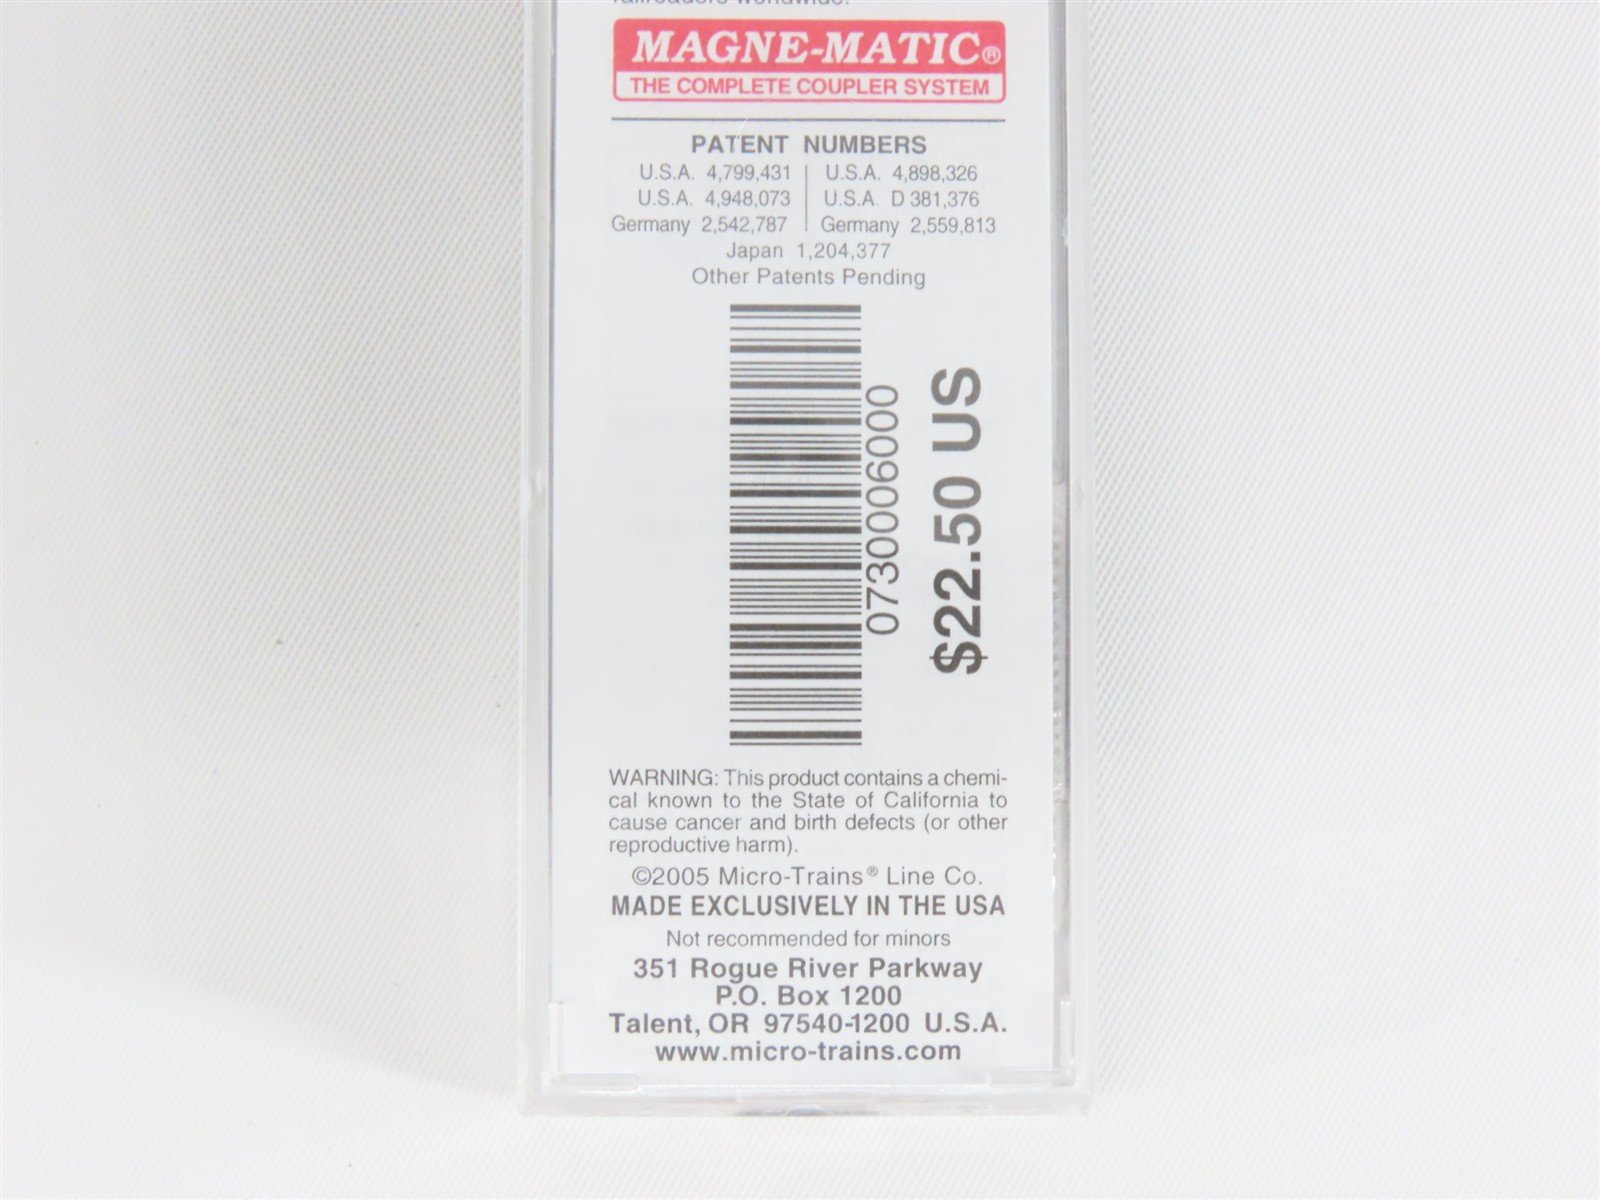 railroaders worldwide.
MAGNE-MATIC®
THE COMPLETE COUPLER SYSTEM
PATENT NUMBERS
U.S.A. 4,799,431 | U.S.A. 4,898,326
U.S.A. 4,948,073 | U.S.A. D 381,376
Germany 2,542,787 | Germany 2,559,813
Japan 1,204,377
Other Patents Pending
07300006000
$22.50 US
WARNING: This product contains a chemi-
cal known to the State of California to
cause cancer and birth defects (or other
reproductive harm).
©2005 Micro-Trains® Line Co.
MADE EXCLUSIVELY IN THE USA
Not recommended for minors
351 Rogue River Parkway
P.O. Box 1200
Talent, OR 97540-1200 U.S.A.
www.micro-trains.com